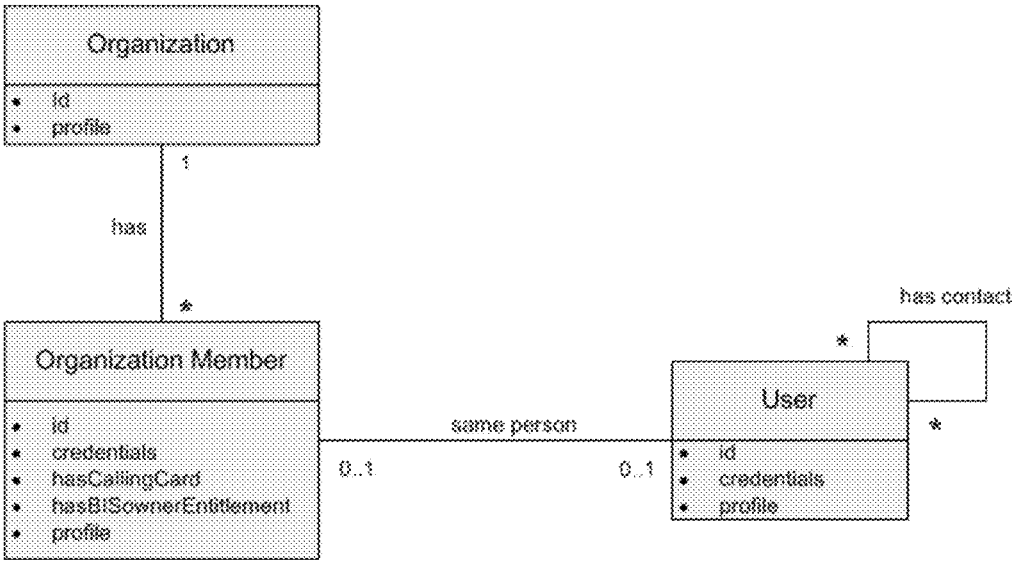 Organization
• id
• profile
1
has
*
Organization Member
• id
• credentials
• hasCallingCard
• hasBISownerEntitlement
• profile
same person
0..1
0..1
has contact
*
*
User
• id
• credentials
• profile